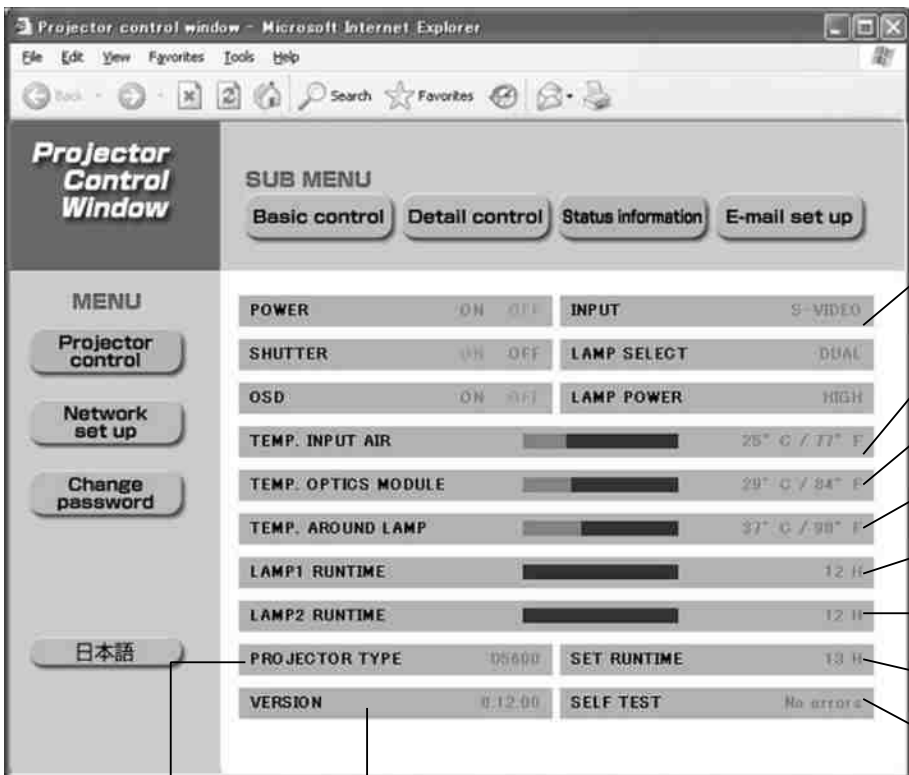 Projector control window - Microsoft Internet Explorer
File Edit View Favorites Tools Help
Back Search Favorites
Projector
Control
Window
SUB MENU
Basic control Detail control Status information E-mail set up
MENU
Projector
control
Network
set up
Change
password
日本語
POWER ON OFF INPUT S-VIDEO
SHUTTER ON OFF LAMP SELECT DUAL
OSD ON OFF LAMP POWER HIGH
TEMP. INPUT AIR 25° C / 77° F
TEMP. OPTICS MODULE 29° C / 84° F
TEMP. AROUND LAMP 37° C / 98° F
LAMP1 RUNTIME 12 H
LAMP2 RUNTIME 12 H
PROJECTOR TYPE D5600 SET RUNTIME 13 H
VERSION 0.12.00 SELF TEST No errors